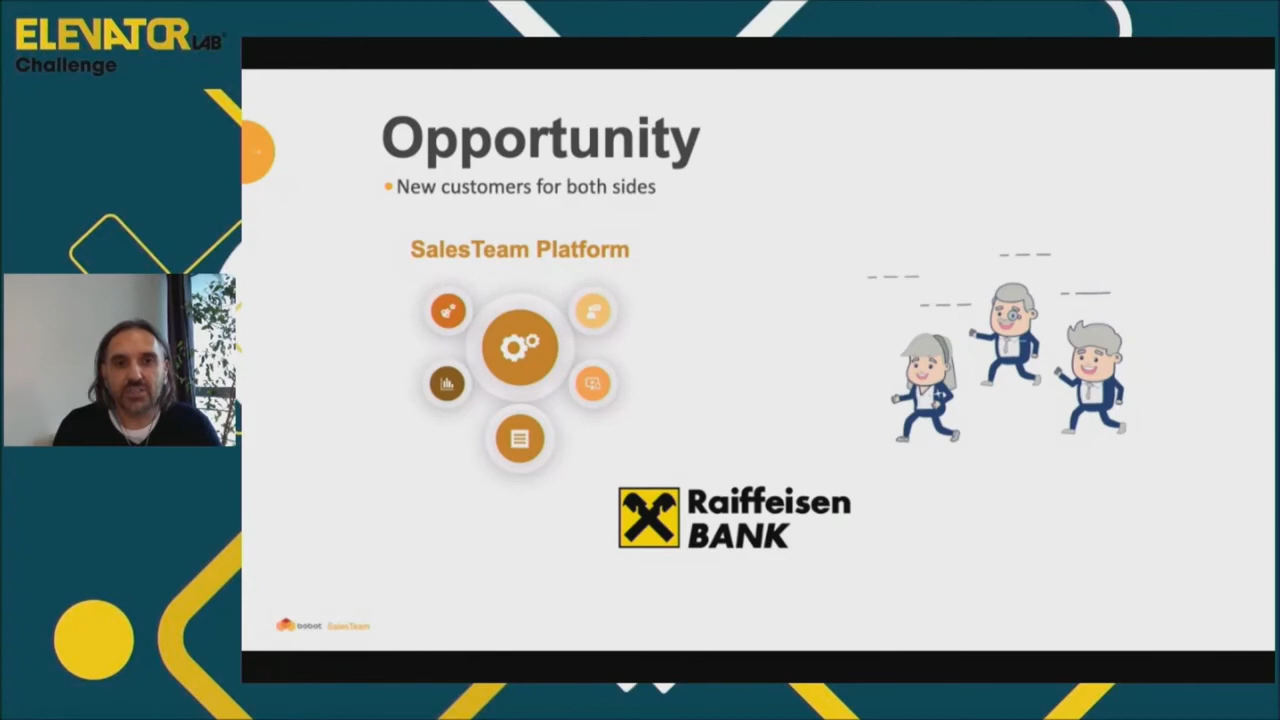 ELEVATOR LAB
Challenge
Opportunity
New customers for both sides
SalesTeam Platform
Raiffeisen
BANK
bobot SalesTeam